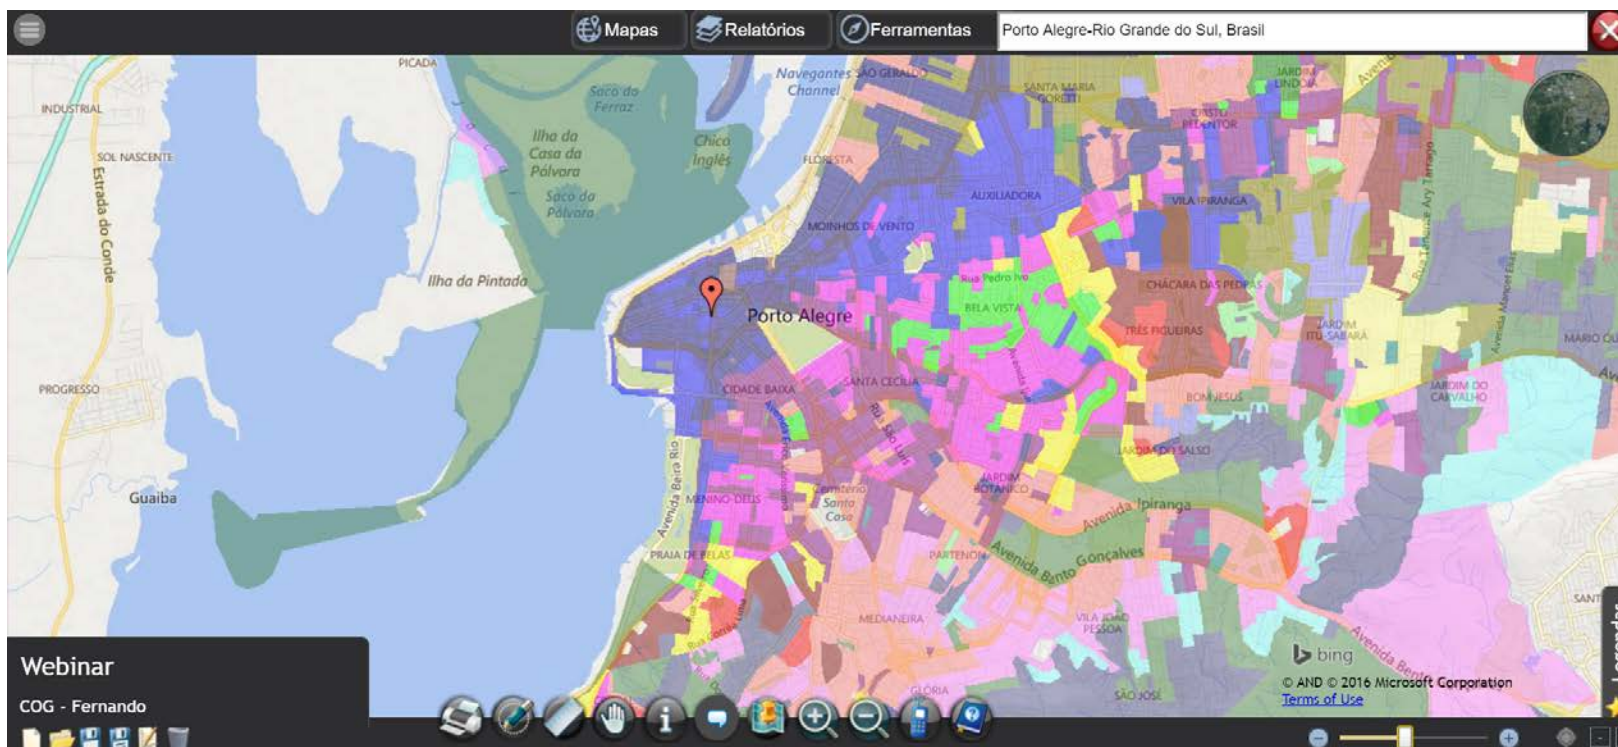 Mapas
Relatórios
Ferramentas
Porto Alegre-Rio Grande do Sul, Brasil
PICADA
Saco do
Ferraz
Navegantes
Channel
SÃO GERALDO
SANTA MARIA
GORETTI
JARDIM
LINDÓIA
INDUSTRIAL
CRISTO
REDENTOR
SOL NASCENTE
Ilha da
Casa da
Pólvora
Chico
Inglês
FLORESTA
Estrada do Conde
Saco da
Pólvora
AUXILIADORA
VILA IPIRANGA
MOINHOS DE VENTO
Ilha da Pintada
Rua Pedro Ivo
BELA VISTA
CHÁCARA DAS PEDRAS
Porto Alegre
TRÊS FIGUEIRAS
JARDIM
ITU-SABARÁ
PROGRESSO
CIDADE BAIXA
SANTA CECÍLIA
BOM JESUS
JARDIM DO
CARVALHO
Rua São Luís
JARDIM DO SALSO
Avenida Beira Rio
Guaiba
MENINO-DEUS
Cemitério
Santa
Casa
JARDIM
BOTÂNICO
Avenida Ipiranga
PRAIA DE BELAS
PARTENON
Avenida Bento Gonçalves
MEDIANEIRA
VILA JOÃO
PESSOA
GLÓRIA
SÃO JOSÉ
bing
© AND © 2016 Microsoft Corporation
Terms of Use
Webinar
COG - Fernando